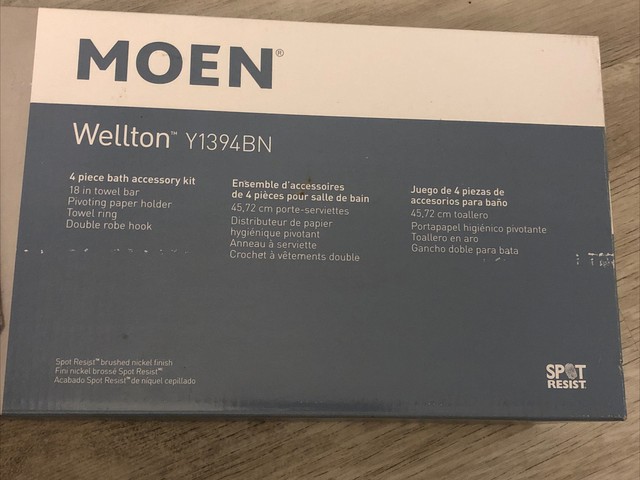 MOEN®
Wellton™ Y1394BN
4 piece bath accessory kit
18 in towel bar
Pivoting paper holder
Towel ring
Double robe hook
Ensemble d'accessoires
de 4 pièces pour salle de bain
45,72 cm porte-serviettes
Distributeur de papier
hygiénique pivotant
Anneau à serviette
Crochet à vêtements double
Juego de 4 piezas de
accesorios para baño
45,72 cm toallero
Portapapel higiénico pivotante
Toallero en aro
Gancho doble para bata
Spot Resist™ brushed nickel finish
Fini nickel brossé Spot Resist™
Acabado Spot Resist™ de níquel cepillado
SPOT
RESIST